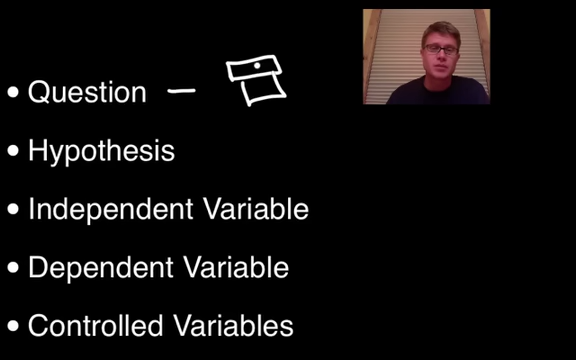 • Question –
• Hypothesis
• Independent Variable
• Dependent Variable
• Controlled Variables